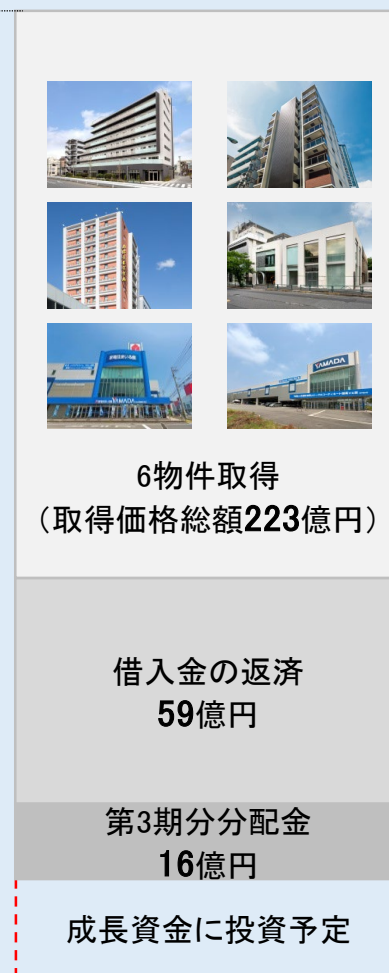 YAMADA
YAMADA
6物件取得
（取得価格総額223億円）
借入金の返済
59億円
第3期分分配金
16億円
成長資金に投資予定